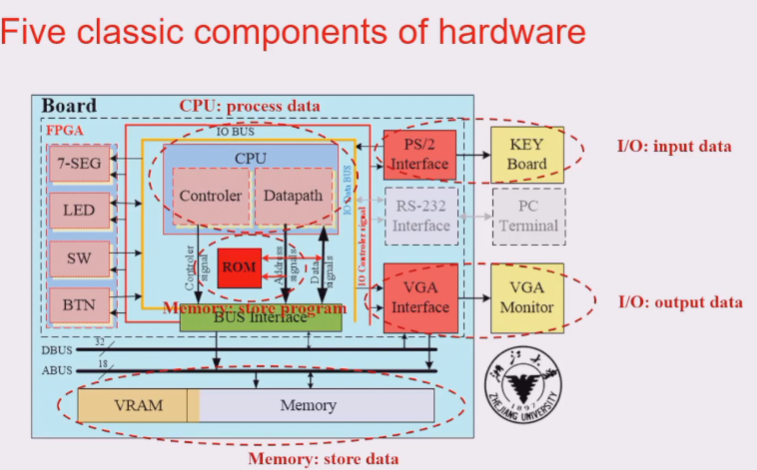 Five classic components of hardware
Board
CPU: process data
FPGA
IO BUS
7-SEG
LED
SW
BTN
CPU
Controler
Datapath
IO Data BUS
IO Controler signal
PS/2
Interface
KEY
Board
I/O: input data
RS-232
Interface
PC
Terminal
Controler
signal
ROM
Address
signals
Data
signals
Memory: store program
BUS Interface
VGA
Interface
VGA
Monitor
I/O: output data
DBUS
32
ABUS
18
VRAM
Memory
ZHEJIANG UNIVERSITY
1897
Memory: store data